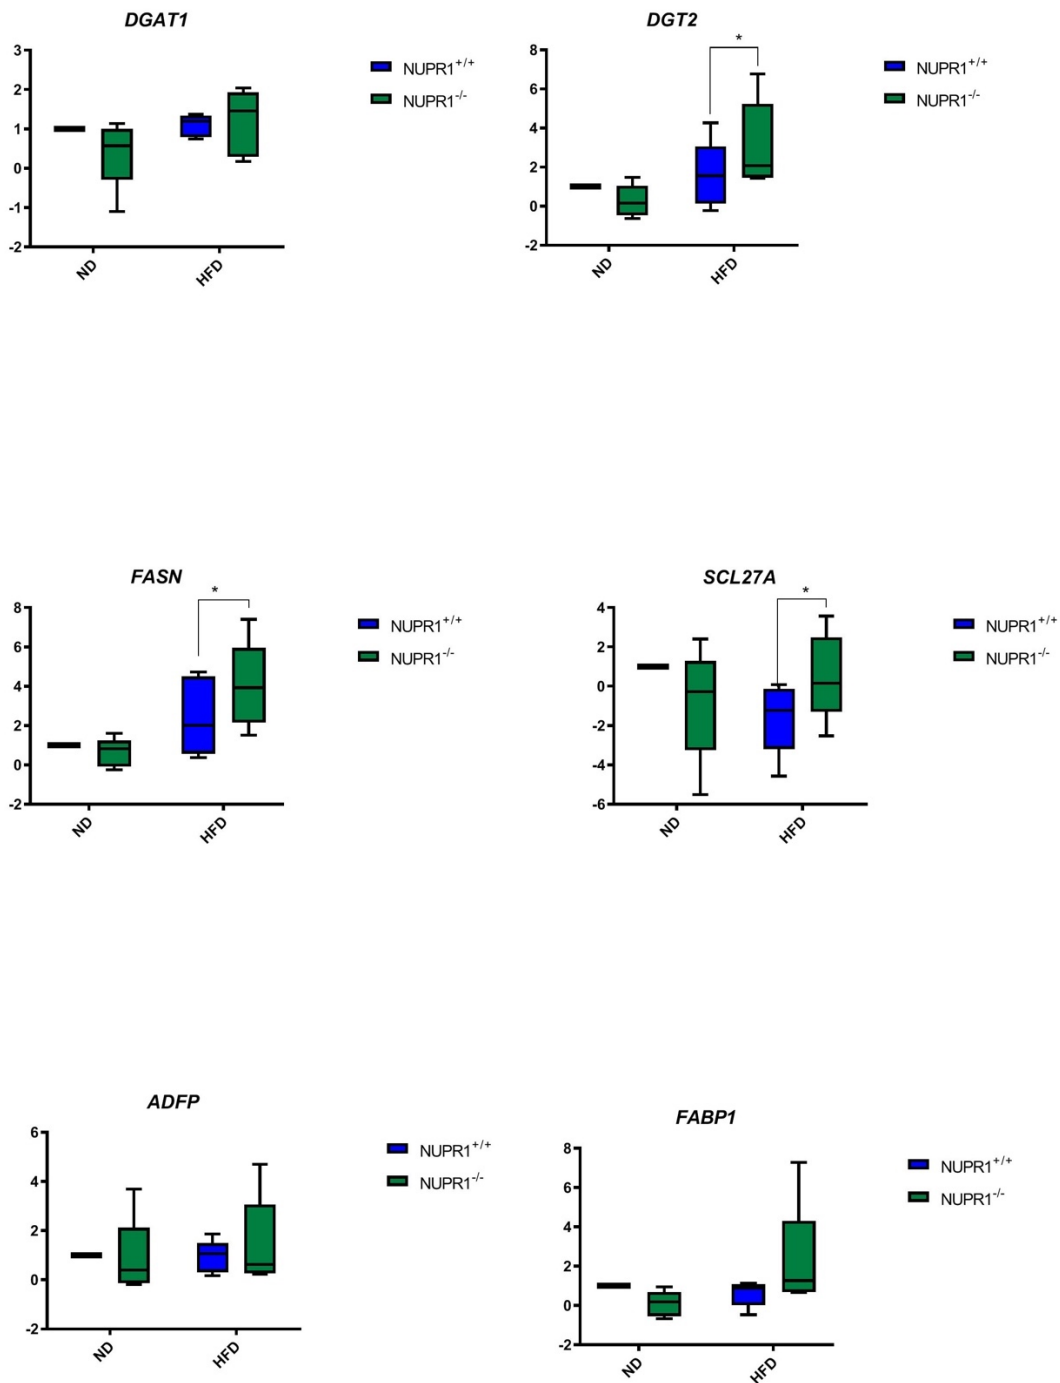 DGAT1
3
2
1
0
-1
-2
ND
HFD
NUPR1+/+
NUPR1-/-
DGT2
*
8
6
4
2
0
-2
ND
HFD
NUPR1+/+
NUPR1-/-
FASN
*
8
6
4
2
0
-2
ND
HFD
NUPR1+/+
NUPR1-/-
SCL27A
*
4
2
0
-2
-4
-6
ND
HFD
NUPR1+/+
NUPR1-/-
ADFP
6
4
2
0
-2
ND
HFD
NUPR1+/+
NUPR1-/-
FABP1
8
6
4
2
0
-2
ND
HFD
NUPR1+/+
NUPR1-/-